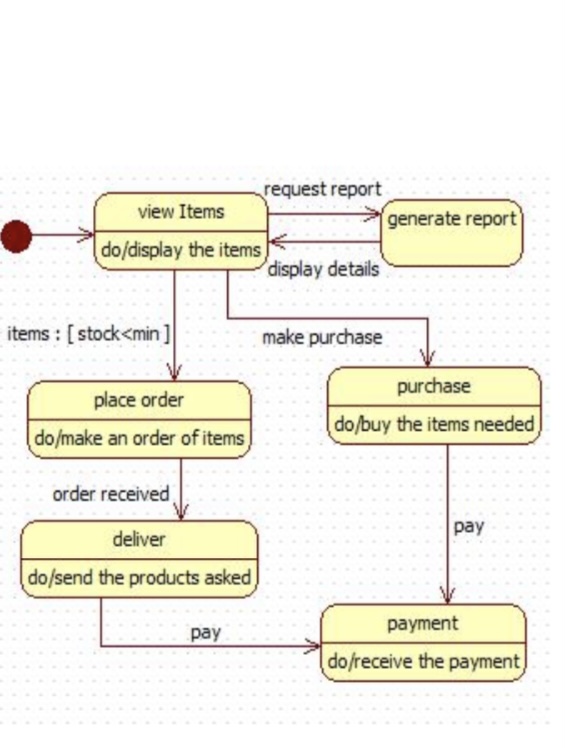 request report
view Items
generate report
do/display the items
display details
items : [ stock<min ]
make purchase
place order
purchase
do/make an order of items
do/buy the items needed
order received
pay
deliver
do/send the products asked
payment
pay
do/receive the payment